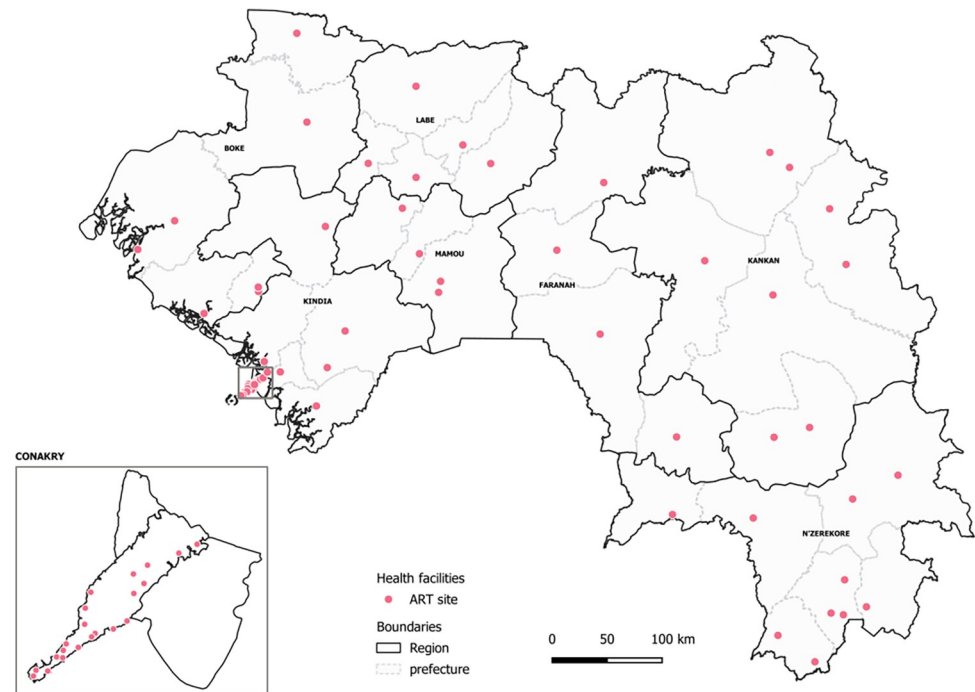 LABE
BOKE
MAMOU
KANKAN
FARANAH
KINDIA
CONAKRY
N'ZEREKORE
Health facilities
ART site
Boundaries
Region
prefecture
0 50 100 km